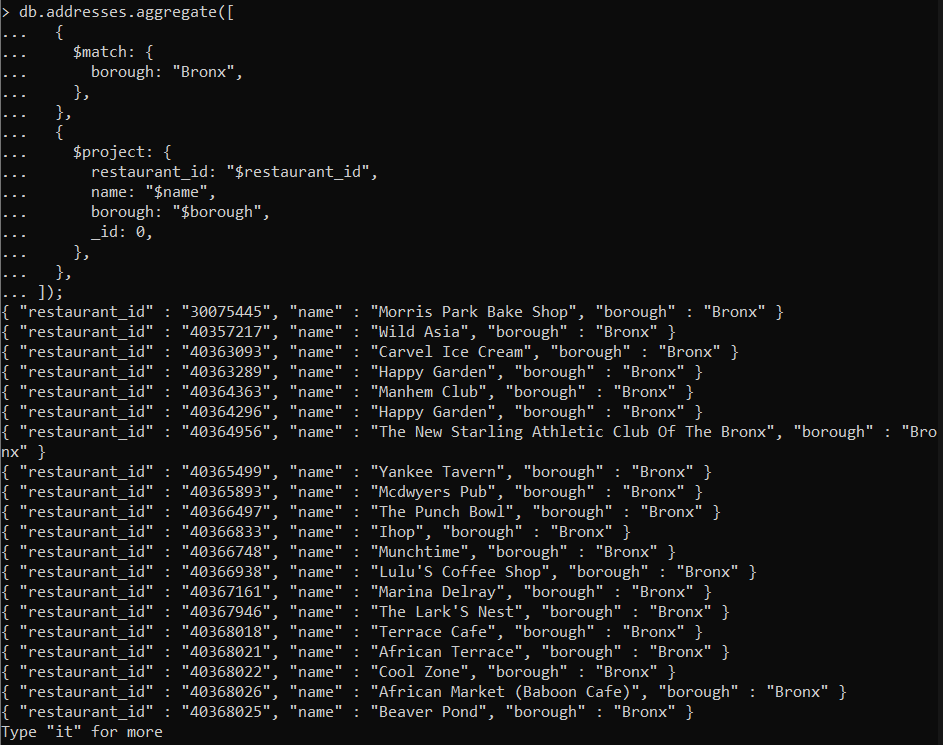 > db.addresses.aggregate([
...   {
...     $match: {
...       borough: "Bronx",
...     },
...   },
...   {
...     $project: {
...       restaurant_id: "$restaurant_id",
...       name: "$name",
...       borough: "$borough",
...       _id: 0,
...     },
...   },
... ]);
{ "restaurant_id" : "30075445", "name" : "Morris Park Bake Shop", "borough" : "Bronx" }
{ "restaurant_id" : "40357217", "name" : "Wild Asia", "borough" : "Bronx" }
{ "restaurant_id" : "40363093", "name" : "Carvel Ice Cream", "borough" : "Bronx" }
{ "restaurant_id" : "40363289", "name" : "Happy Garden", "borough" : "Bronx" }
{ "restaurant_id" : "40364363", "name" : "Manhem Club", "borough" : "Bronx" }
{ "restaurant_id" : "40364296", "name" : "Happy Garden", "borough" : "Bronx" }
{ "restaurant_id" : "40364956", "name" : "The New Starling Athletic Club Of The Bronx", "borough" : "Bro
nx" }
{ "restaurant_id" : "40365499", "name" : "Yankee Tavern", "borough" : "Bronx" }
{ "restaurant_id" : "40365893", "name" : "Mcdwyers Pub", "borough" : "Bronx" }
{ "restaurant_id" : "40366497", "name" : "The Punch Bowl", "borough" : "Bronx" }
{ "restaurant_id" : "40366833", "name" : "Ihop", "borough" : "Bronx" }
{ "restaurant_id" : "40366748", "name" : "Munchtime", "borough" : "Bronx" }
{ "restaurant_id" : "40366938", "name" : "Lulu'S Coffee Shop", "borough" : "Bronx" }
{ "restaurant_id" : "40367161", "name" : "Marina Delray", "borough" : "Bronx" }
{ "restaurant_id" : "40367946", "name" : "The Lark'S Nest", "borough" : "Bronx" }
{ "restaurant_id" : "40368018", "name" : "Terrace Cafe", "borough" : "Bronx" }
{ "restaurant_id" : "40368021", "name" : "African Terrace", "borough" : "Bronx" }
{ "restaurant_id" : "40368022", "name" : "Cool Zone", "borough" : "Bronx" }
{ "restaurant_id" : "40368026", "name" : "African Market (Baboon Cafe)", "borough" : "Bronx" }
{ "restaurant_id" : "40368025", "name" : "Beaver Pond", "borough" : "Bronx" }
Type "it" for more